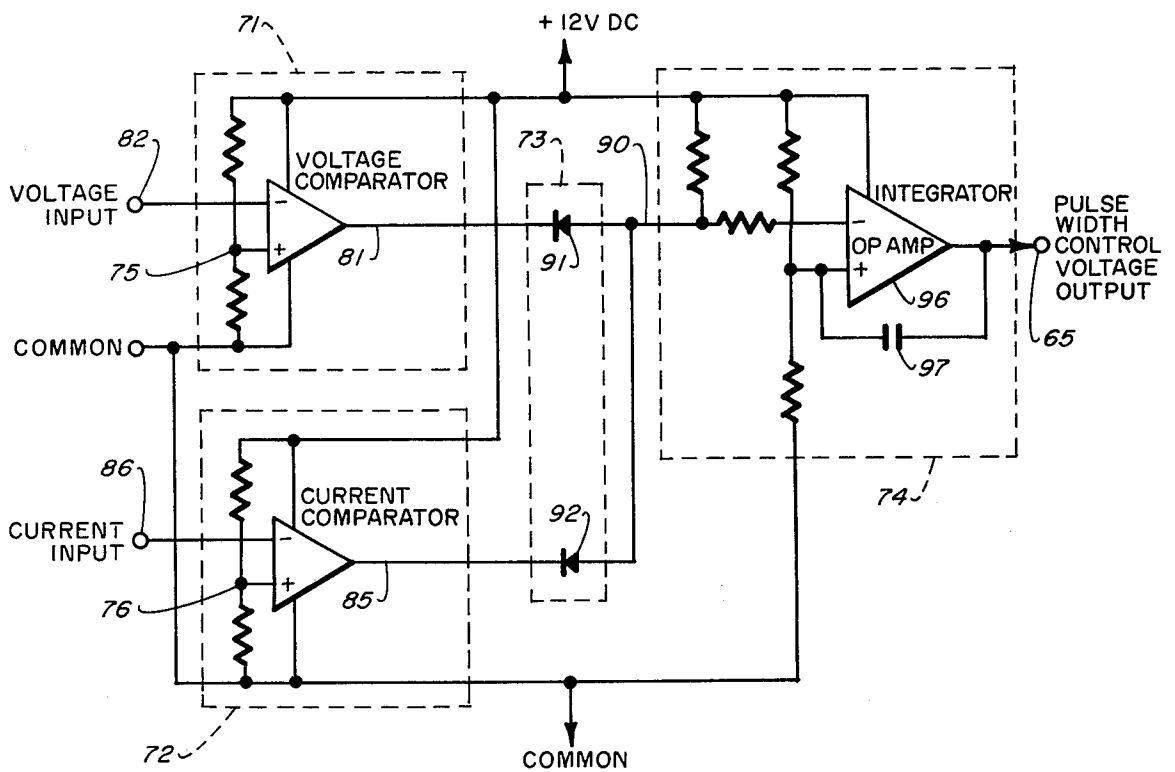 + 12V DC
71
74
82
73
90
VOLTAGE
COMPARATOR
VOLTAGE
INPUT
−
+
75
81
91
INTEGRATOR
−
OP AMP
+
96
97
PULSE
WIDTH
CONTROL
VOLTAGE
OUTPUT
65
COMMON
86
CURRENT
COMPARATOR
CURRENT
INPUT
−
+
76
85
92
74
72
COMMON